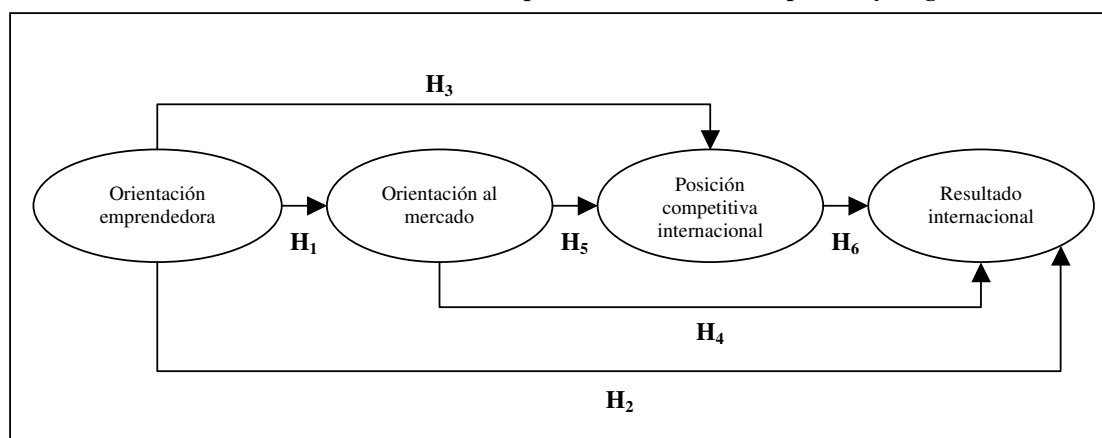 H₃
Orientación
emprendedora
Orientación al
mercado
Posición
competitiva
internacional
Resultado
internacional
H₁
H₅
H₆
H₄
H₂